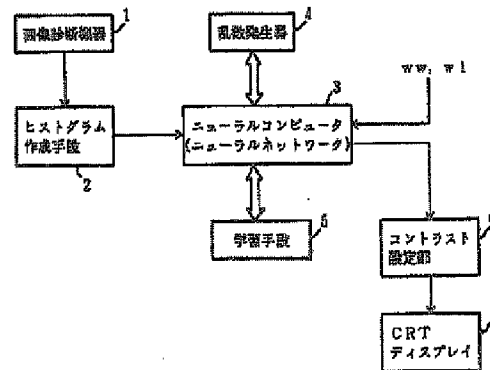 画像診断機器
1
乱数発生器
4
ww, wl
ヒストグラム
作成手段
2
ニューラルコンピュータ
(ニューラルネットワーク)
3
学習手段
5
コントラスト
設定部
CRT
ディスプレイ